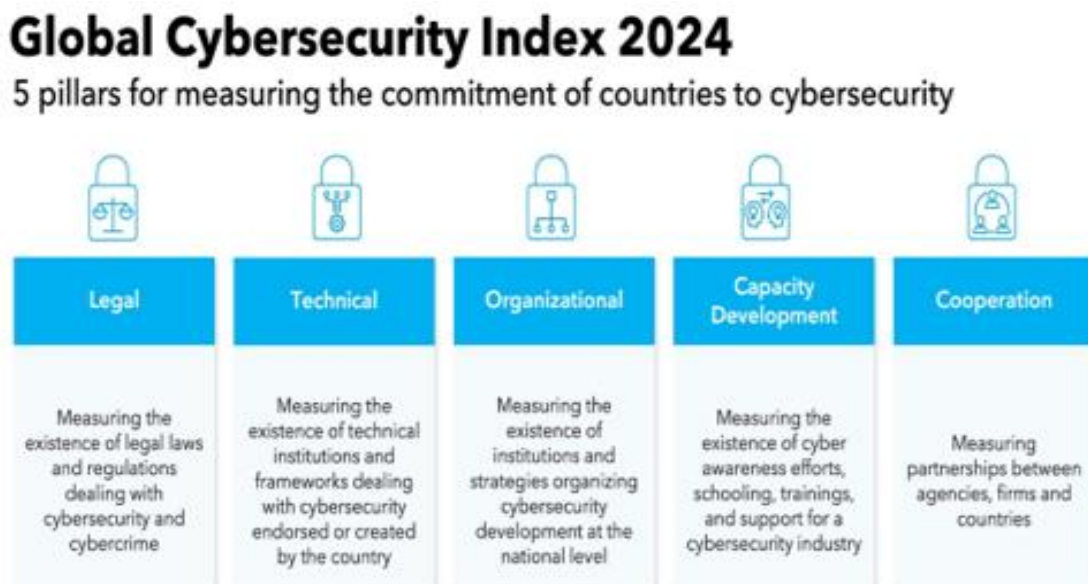 Global Cybersecurity Index 2024
5 pillars for measuring the commitment of countries to cybersecurity
Legal
Measuring the
existence of legal laws
and regulations
dealing with
cybersecurity and
cybercrime
Technical
Measuring the
existence of technical
institutions and
frameworks dealing
with cybersecurity
endorsed or created
by the country
Organizational
Measuring the
existence of
institutions and
strategies organizing
cybersecurity
development at the
national level
Capacity
Development
Measuring the
existence of cyber
awareness efforts,
schooling, trainings,
and support for a
cybersecurity industry
Cooperation
Measuring
partnerships between
agencies, firms and
countries